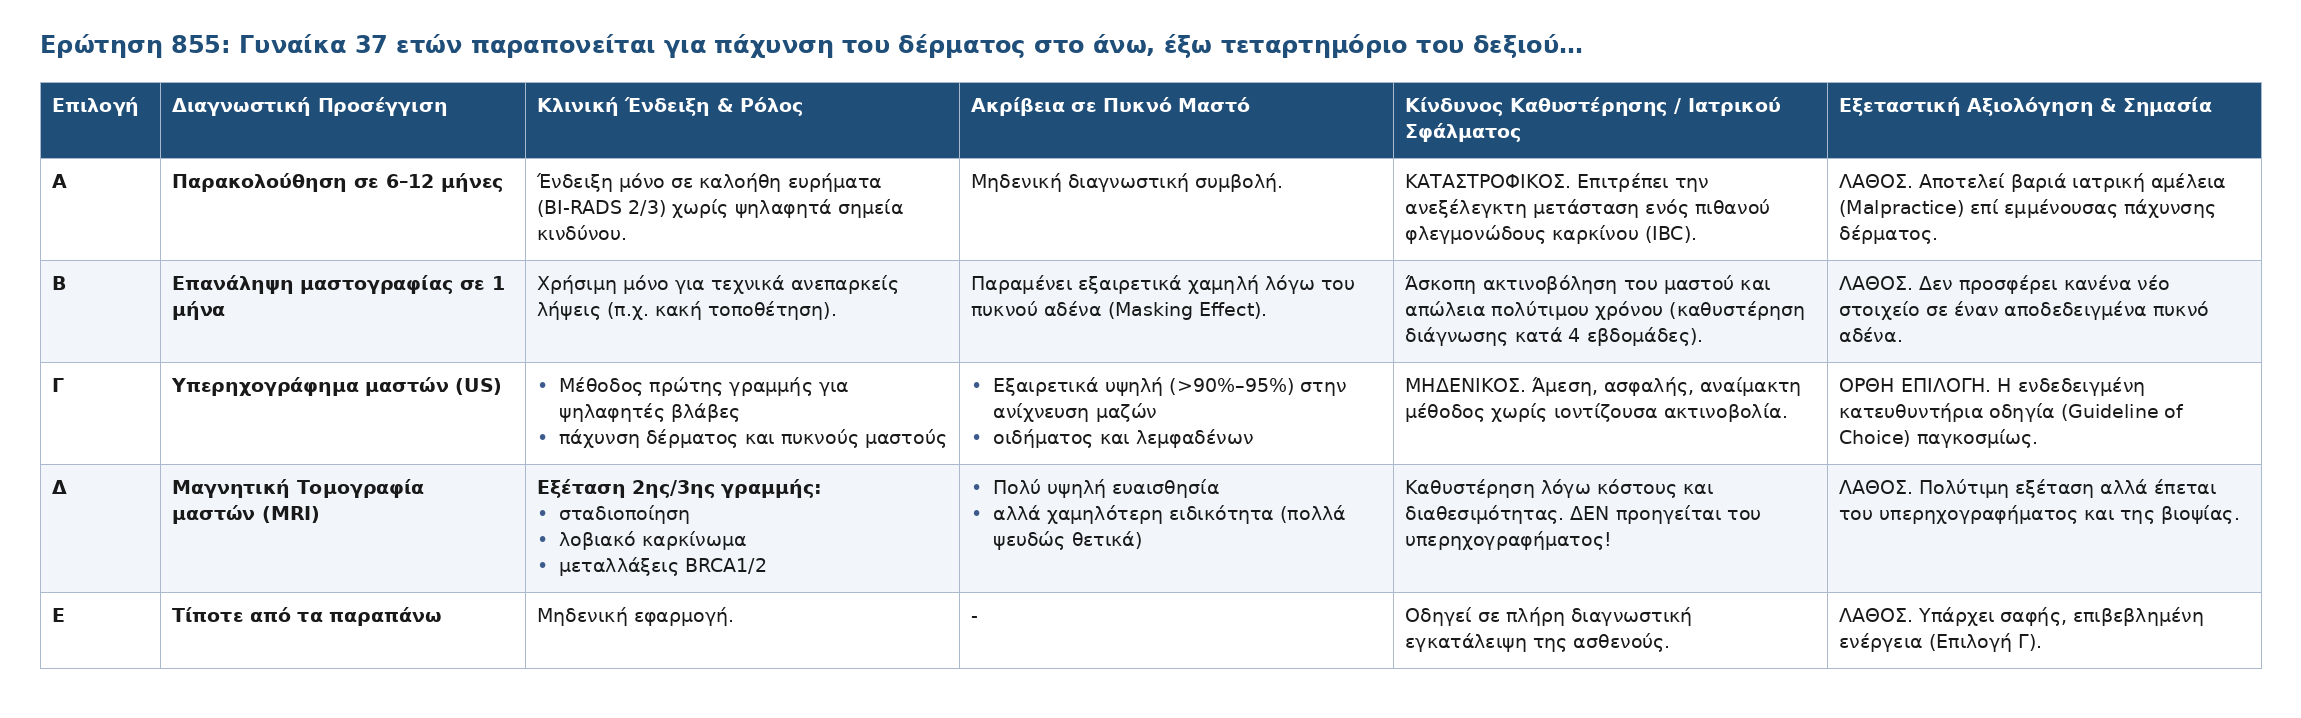 Ερώτηση 855: Γυναίκα 37 ετών παραπονείται για πάχυνση του δέρματος στο άνω, έξω τεταρτημόριο του δεξιού…
Επιλογή
Διαγνωστική Προσέγγιση
Κλινική Ένδειξη & Ρόλος
Ακρίβεια σε Πυκνό Μαστό
Κίνδυνος Καθυστέρησης / Ιατρικού
Σφάλματος
Εξεταστική Αξιολόγηση & Σημασία
Α
Παρακολούθηση σε 6–12 μήνες
Ένδειξη μόνο σε καλοήθη ευρήματα
(BI-RADS 2/3) χωρίς ψηλαφητά σημεία
κινδύνου.
Μηδενική διαγνωστική συμβολή.
ΚΑΤΑΣΤΡΟΦΙΚΟΣ. Επιτρέπει την
ανεξέλεγκτη μετάσταση ενός πιθανού
φλεγμονώδους καρκίνου (IBC).
ΛΑΘΟΣ. Αποτελεί βαριά ιατρική αμέλεια
(Malpractice) επί εμμένουσας πάχυνσης
δέρματος.
Β
Επανάληψη μαστογραφίας σε 1
μήνα
Χρήσιμη μόνο για τεχνικά ανεπαρκείς
λήψεις (π.χ. κακή τοποθέτηση).
Παραμένει εξαιρετικά χαμηλή λόγω του
πυκνού αδένα (Masking Effect).
Άσκοπη ακτινοβόληση του μαστού και
απώλεια πολύτιμου χρόνου (καθυστέρηση
διάγνωσης κατά 4 εβδομάδες).
ΛΑΘΟΣ. Δεν προσφέρει κανένα νέο
στοιχείο σε έναν αποδεδειγμένα πυκνό
αδένα.
Γ
Υπερηχογράφημα μαστών (US)
• Μέθοδος πρώτης γραμμής για
ψηλαφητές βλάβες
• πάχυνση δέρματος και πυκνούς μαστούς
• Εξαιρετικά υψηλή (>90%–95%) στην
ανίχνευση μαζών
• οιδήματος και λεμφαδένων
ΜΗΔΕΝΙΚΟΣ. Άμεση, ασφαλής, αναίμακτη
μέθοδος χωρίς ιοντίζουσα ακτινοβολία.
ΟΡΘΗ ΕΠΙΛΟΓΗ. Η ενδεδειγμένη
κατευθυντήρια οδηγία (Guideline of
Choice) παγκοσμίως.
Δ
Μαγνητική Τομογραφία
μαστών (MRI)
Εξέταση 2ης/3ης γραμμής:
• σταδιοποίηση
• λοβιακό καρκίνωμα
• μεταλλάξεις BRCA1/2
• Πολύ υψηλή ευαισθησία
• αλλά χαμηλότερη ειδικότητα (πολλά
ψευδώς θετικά)
Καθυστέρηση λόγω κόστους και
διαθεσιμότητας. ΔΕΝ προηγείται του
υπερηχογραφήματος!
ΛΑΘΟΣ. Πολύτιμη εξέταση αλλά έπεται
του υπερηχογραφήματος και της βιοψίας.
Ε
Τίποτε από τα παραπάνω
Μηδενική εφαρμογή.
-
Οδηγεί σε πλήρη διαγνωστική
εγκατάλειψη της ασθενούς.
ΛΑΘΟΣ. Υπάρχει σαφής, επιβεβλημένη
ενέργεια (Επιλογή Γ).